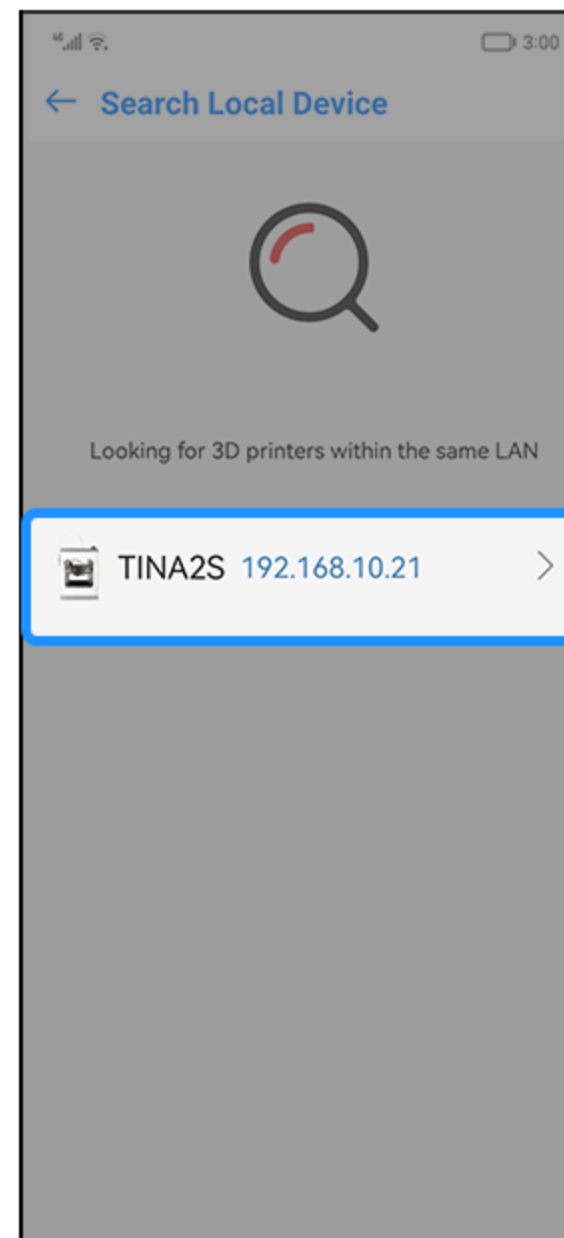 3:00
Search Local Device
Looking for 3D printers within the same LAN
TINA2S 192.168.10.21